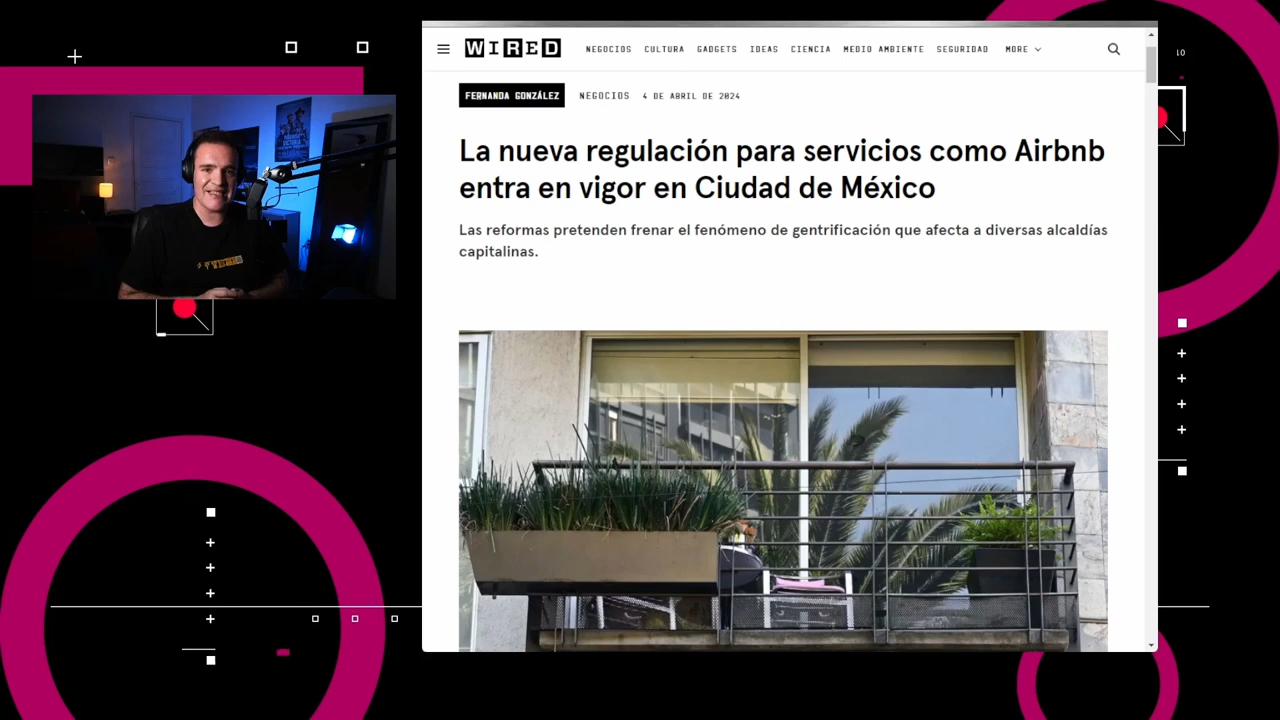 WIRED
NEGOCIOS CULTURA GADGETS IDEAS CIENCIA MEDIO AMBIENTE SEGURIDAD MORE
FERNANDA GONZÁLEZ NEGOCIOS 4 DE ABRIL DE 2024
La nueva regulación para servicios como Airbnb
entra en vigor en Ciudad de México
Las reformas pretenden frenar el fenómeno de gentrificación que afecta a diversas alcaldías
capitalinas.